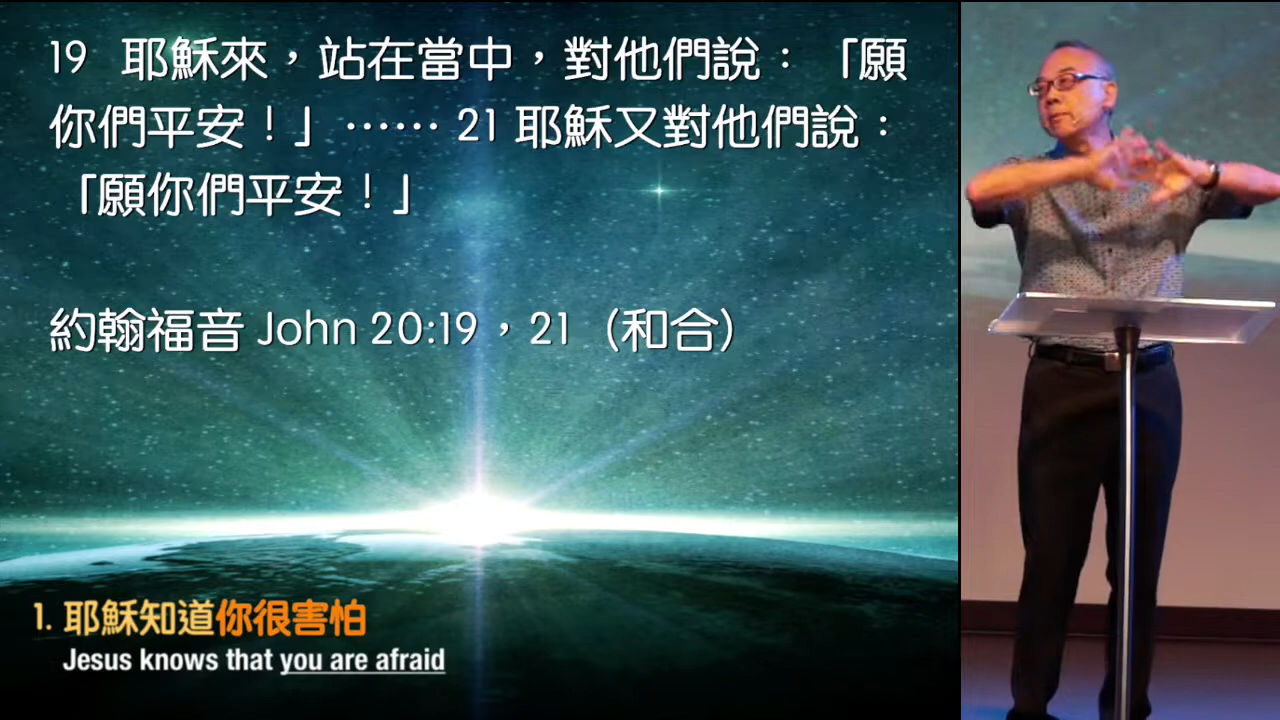 19 耶穌來，站在當中，對他們說：「願
你們平安！」⋯⋯ 21 耶穌又對他們說：
「願你們平安！」
約翰福音 John 20:19，21（和合）
1. 耶穌知道你很害怕
Jesus knows that you are afraid